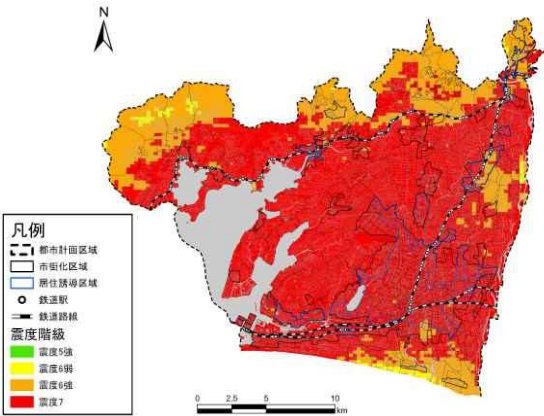 N
凡例
都市計画区域
市街化区域
居住誘導区域
鉄道駅
鉄道路線
震度階級
震度5強
震度6弱
震度6強
震度7
0 2.5 5 10
km